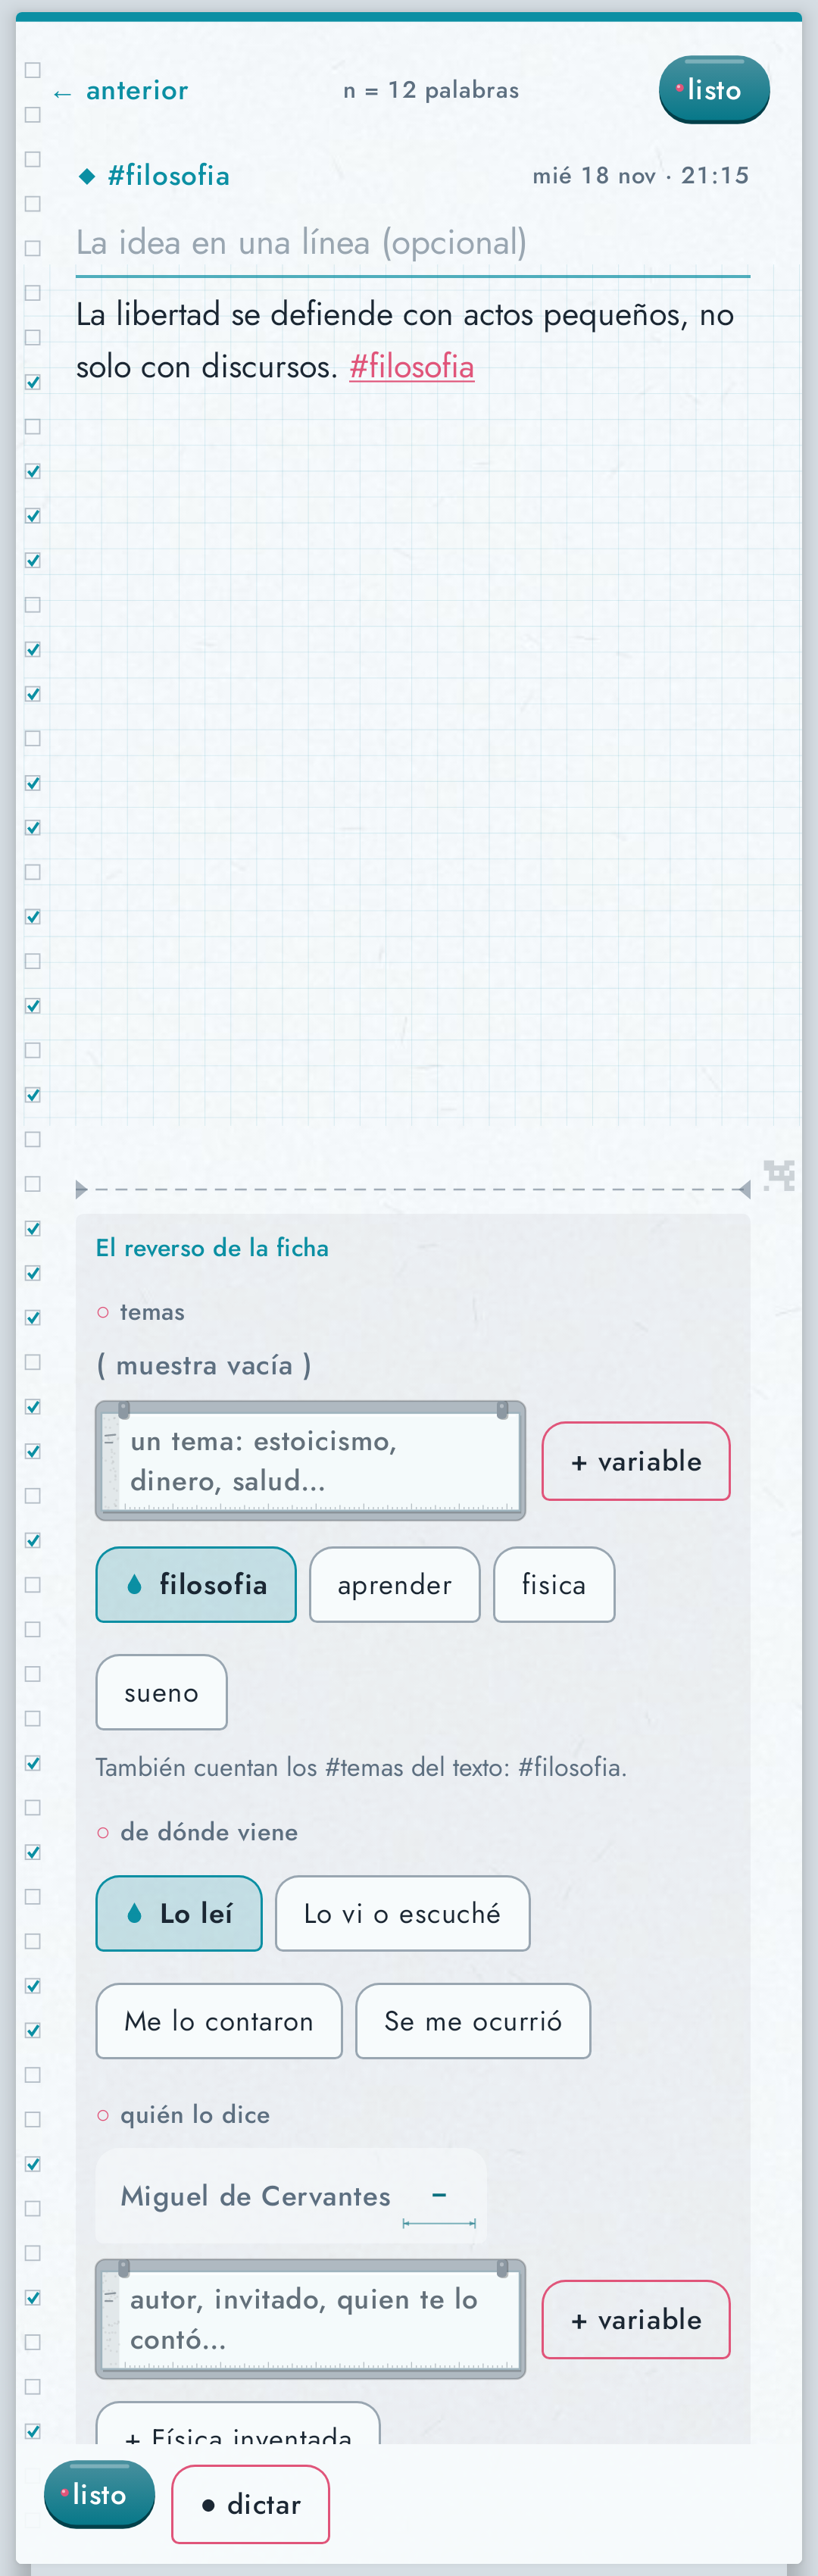 ← anterior
n = 12 palabras
listo
◆ #filosofia
mié 18 nov · 21:15
La idea en una línea (opcional)
La libertad se defiende con actos pequeños, no
solo con discursos. #filosofia
El reverso de la ficha
temas
( muestra vacía )
un tema: estoicismo,
dinero, salud...
+ variable
filosofia
aprender
fisica
sueno
También cuentan los #temas del texto: #filosofia.
de dónde viene
Lo leí
Lo vi o escuché
Me lo contaron
Se me ocurrió
quién lo dice
Miguel de Cervantes
–
autor, invitado, quien te lo
contó...
+ variable
+ Física inventada
listo
● dictar